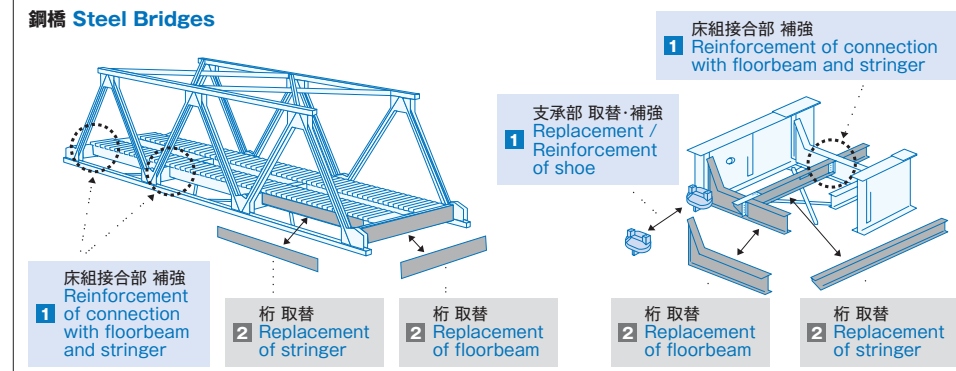 鋼橋 Steel Bridges
床組接合部 補強
1 Reinforcement of connection
with floorbeam and stringer
支承部 取替・補強
1 Replacement /
Reinforcement
of shoe
床組接合部 補強
Reinforcement
1 of connection
with floorbeam
and stringer
桁 取替
2 Replacement
of stringer
桁 取替
2 Replacement
of floorbeam
桁 取替
2 Replacement
of floorbeam
桁 取替
2 Replacement
of stringer